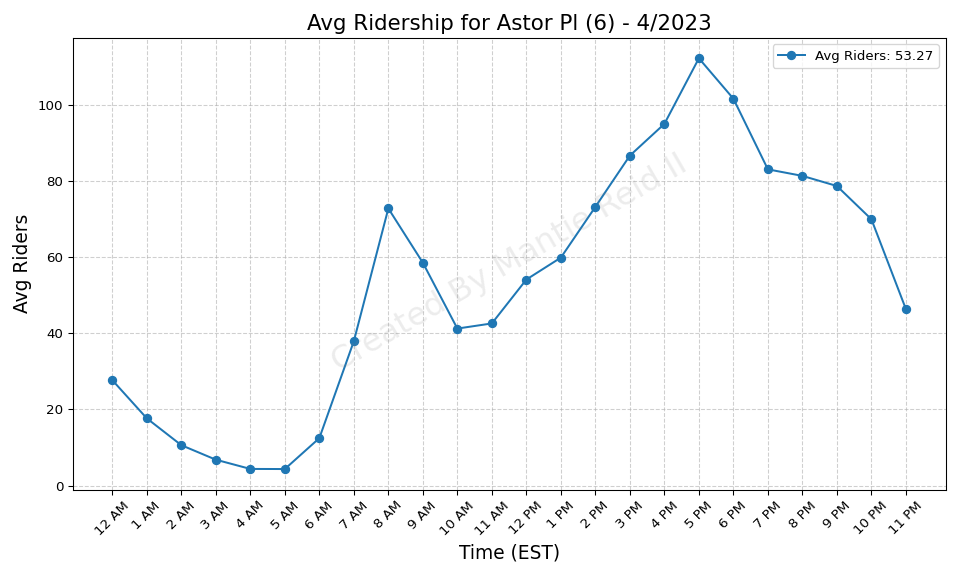 Avg Ridership for Astor Pl (6) - 4/2023
Avg Riders: 53.27
Avg Riders
100
80
60
40
20
0
Created By Mantle Reid II
12 AM
1 AM
2 AM
3 AM
4 AM
5 AM
6 AM
7 AM
8 AM
9 AM
10 AM
11 AM
12 PM
1 PM
2 PM
3 PM
4 PM
5 PM
6 PM
7 PM
8 PM
9 PM
10 PM
11 PM
Time (EST)